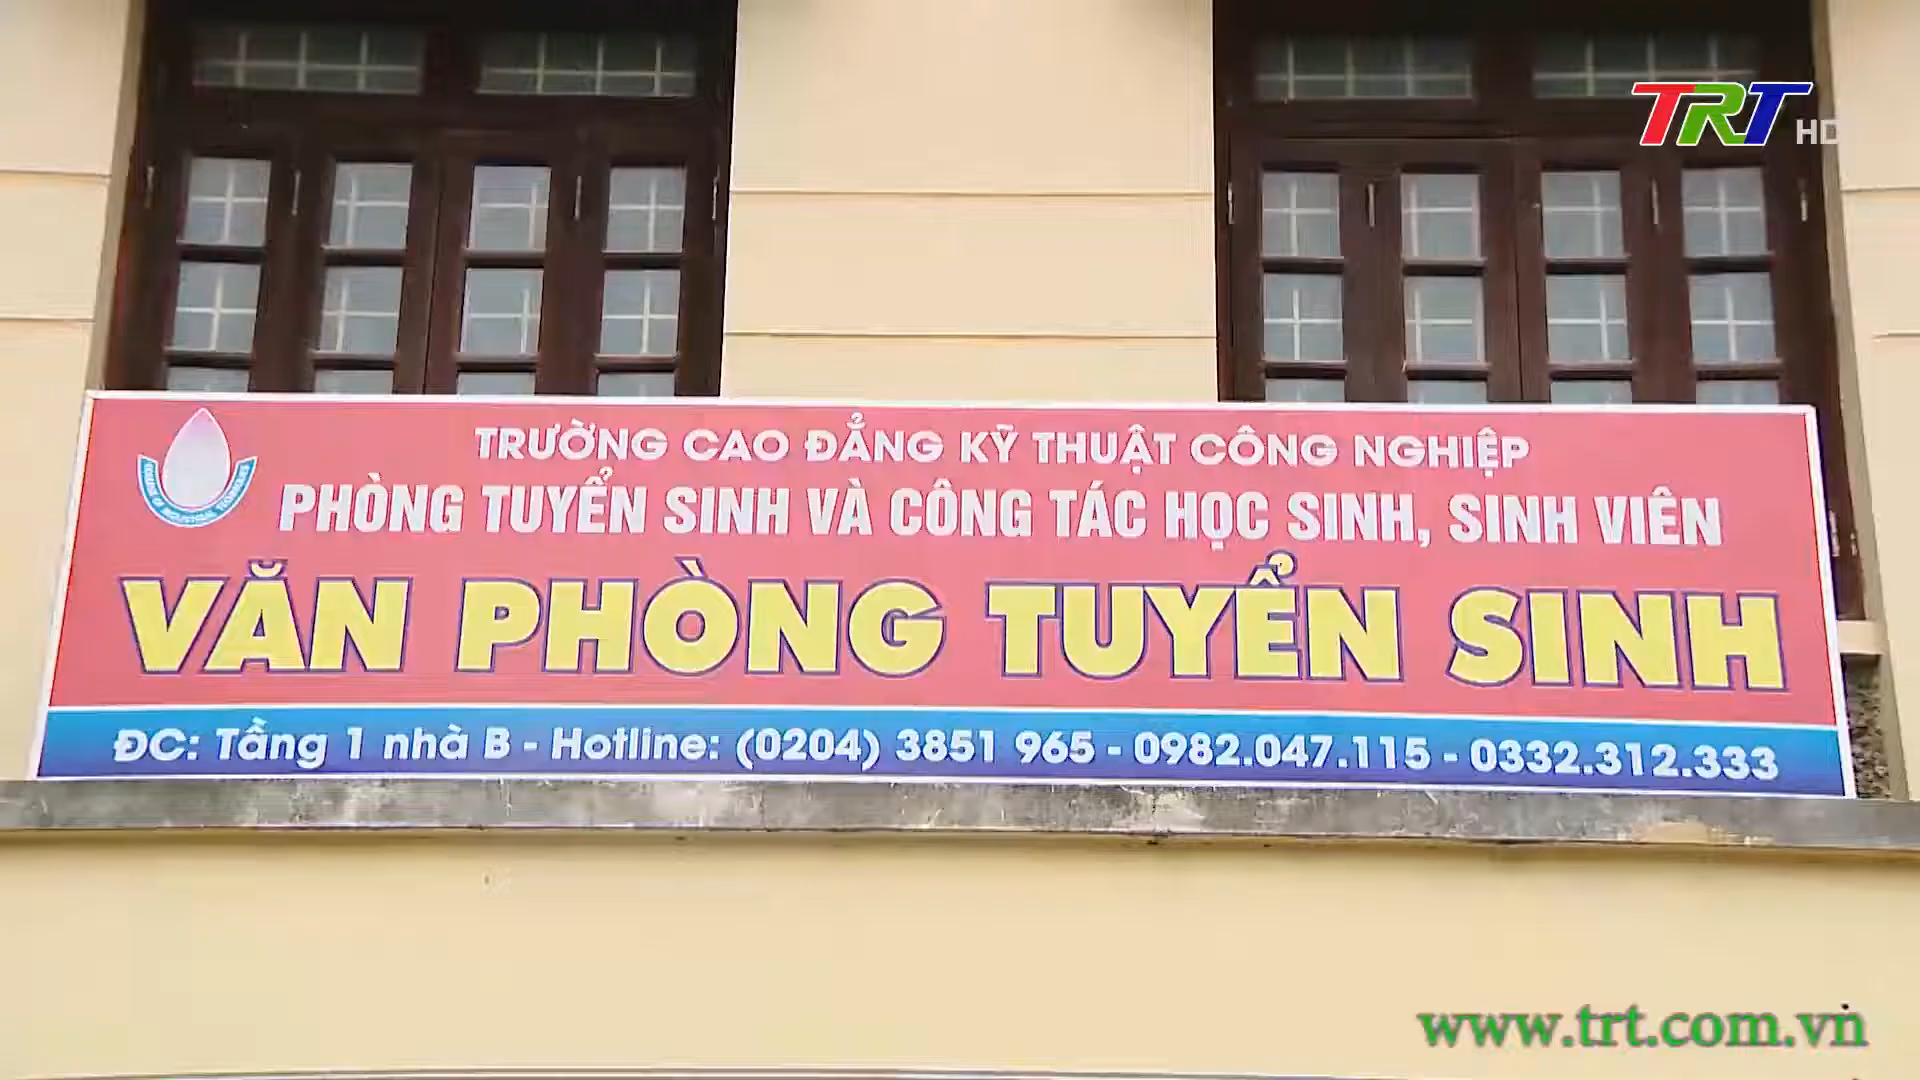 TRT HD
TRƯỜNG CAO ĐẲNG KỸ THUẬT CÔNG NGHIỆP
PHÒNG TUYỂN SINH VÀ CÔNG TÁC HỌC SINH, SINH VIÊN
VĂN PHÒNG TUYỂN SINH
ĐC: Tầng 1 nhà B - Hotline: (0204) 3851 965 - 0982.047.115 - 0332.312.333
www.trt.com.vn